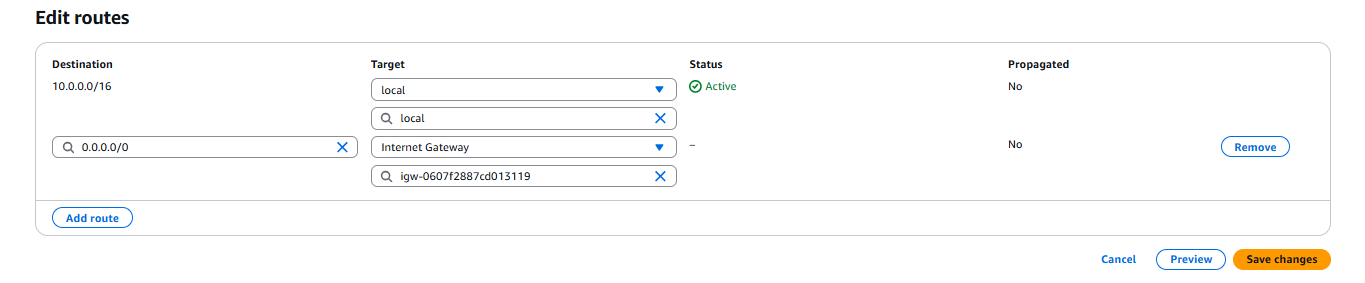 Edit routes
Destination Target Status Propagated
10.0.0.0/16 local Active No
local
0.0.0.0/0 Internet Gateway – No Remove
igw-0607f2887cd013119
Add route
Cancel Preview Save changes